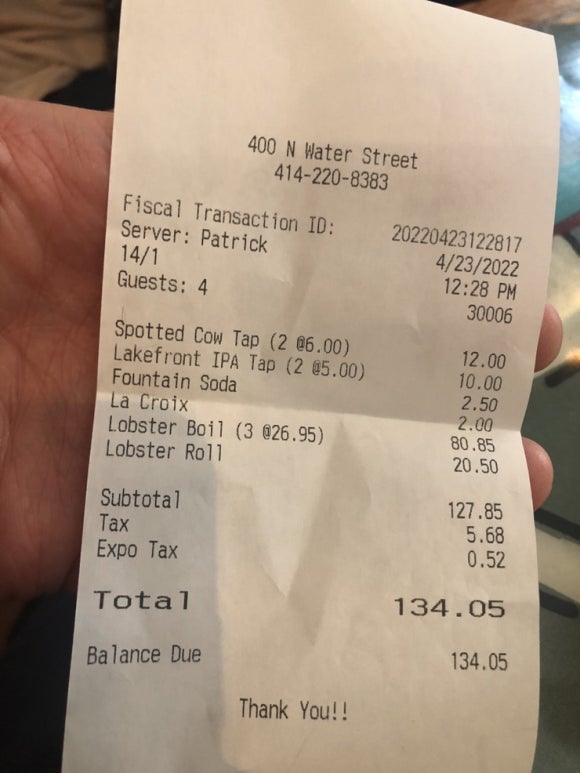 400 N Water Street
414-220-8383
Fiscal Transaction ID: 20220423122817
Server: Patrick 4/23/2022
14/1 12:28 PM
Guests: 4 30006
Spotted Cow Tap (2 @6.00) 12.00
Lakefront IPA Tap (2 @5.00) 10.00
Fountain Soda 2.50
La Croix 2.00
Lobster Boil (3 @26.95) 80.85
Lobster Roll 20.50
Subtotal 127.85
Tax 5.68
Expo Tax 0.52
Total 134.05
Balance Due 134.05
Thank You!!